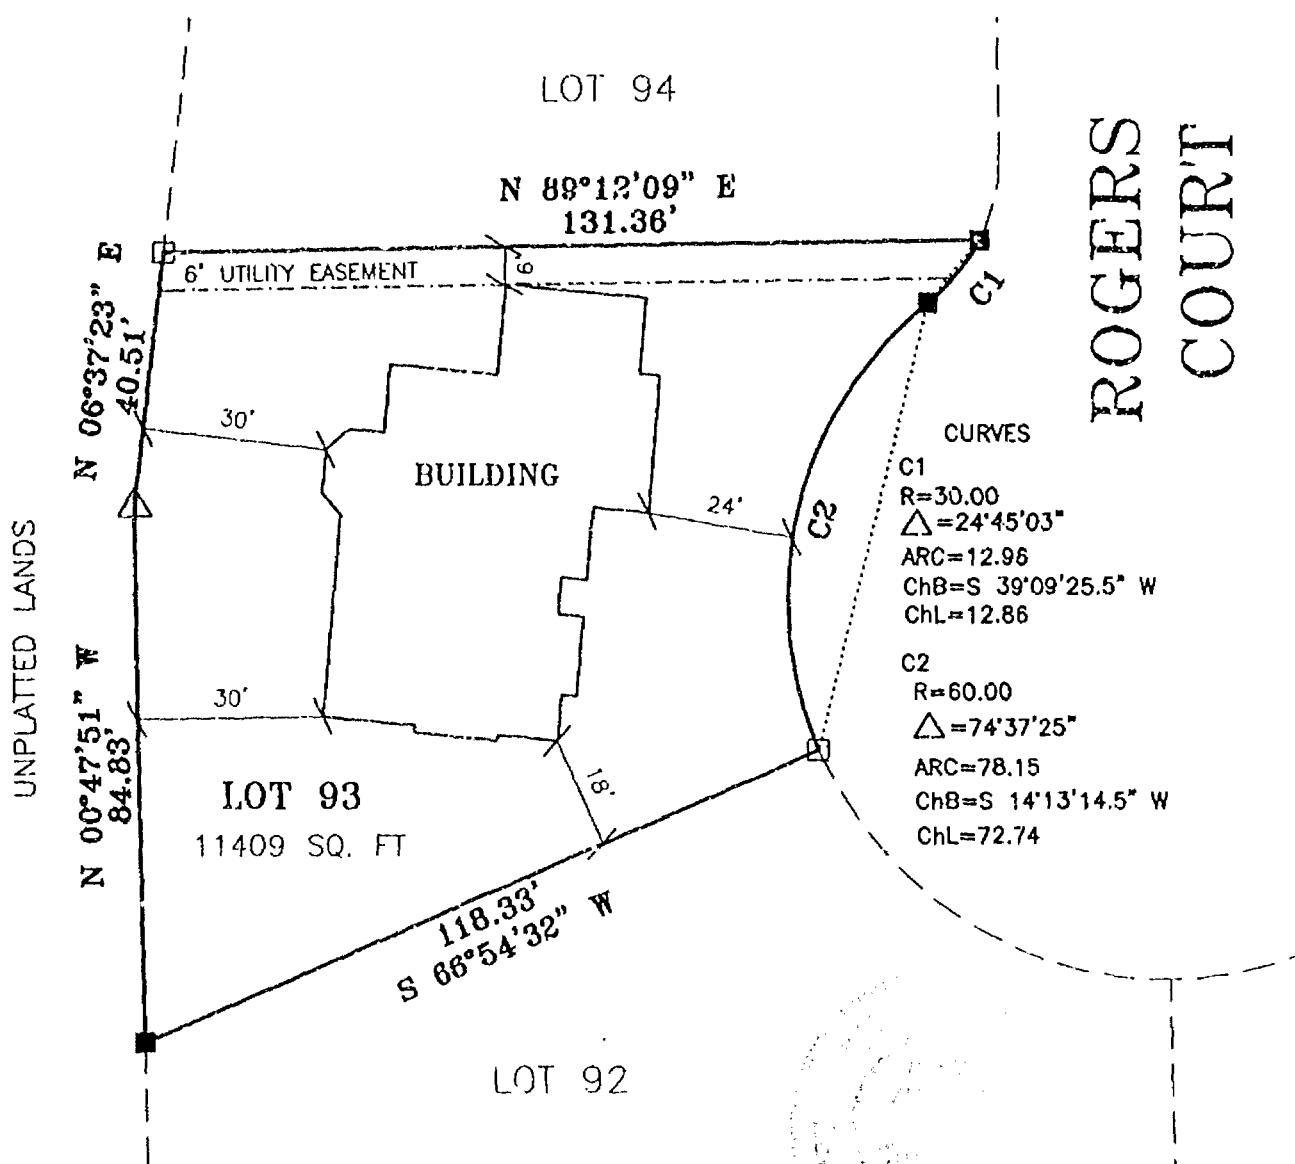 LOT 94
N 89°12'09" E
131.36'
ROGERS
COURT
6' UTILITY EASEMENT
6'
C1
N 06°37'23" E
40.51'
30'
BUILDING
24'
C2
CURVES
C1
R=30.00
△=24°45'03"
ARC=12.96
ChB=S 39°09'25.5" W
ChL=12.86
C2
R=60.00
△=74°37'25"
ARC=78.15
ChB=S 14°13'14.5" W
ChL=72.74
UNPLATTED LANDS
30'
N 00°47'51" W
84.83'
18'
LOT 93
11409 SQ. FT
118.33'
S 66°54'32" W
LOT 92